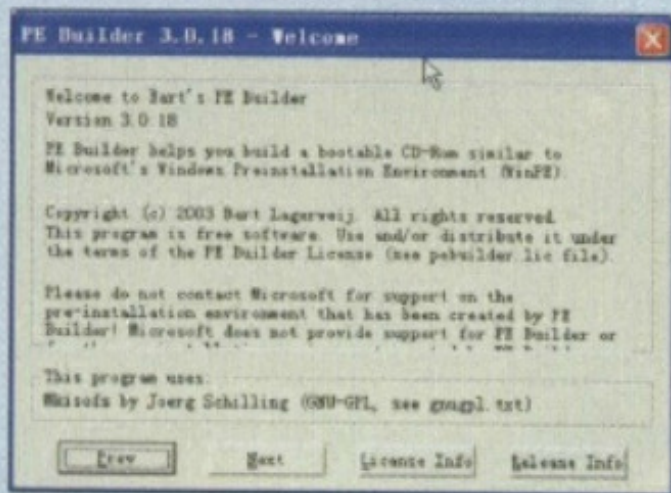 PE Builder 3.0.18 - Welcome
Welcome to Bart's PE Builder
Version 3.0.18
PE Builder helps you build a bootable CD-Rom similar to
Microsoft's Windows Preinstallation Environment (WinPE).
Copyright (c) 2003 Bart Lagerweij. All rights reserved.
This program is free software. Use and/or distribute it under
the terms of the PE Builder License (see pebuilder.lic file).
Please do not contact Microsoft for support on the
pre-installation environment that has been created by PE
Builder! Microsoft does not provide support for PE Builder or
This program uses:
Mkisofs by Joerg Schilling (GNU-GPL, see gnugpl.txt)
Prev
Next
License Info
Release Info